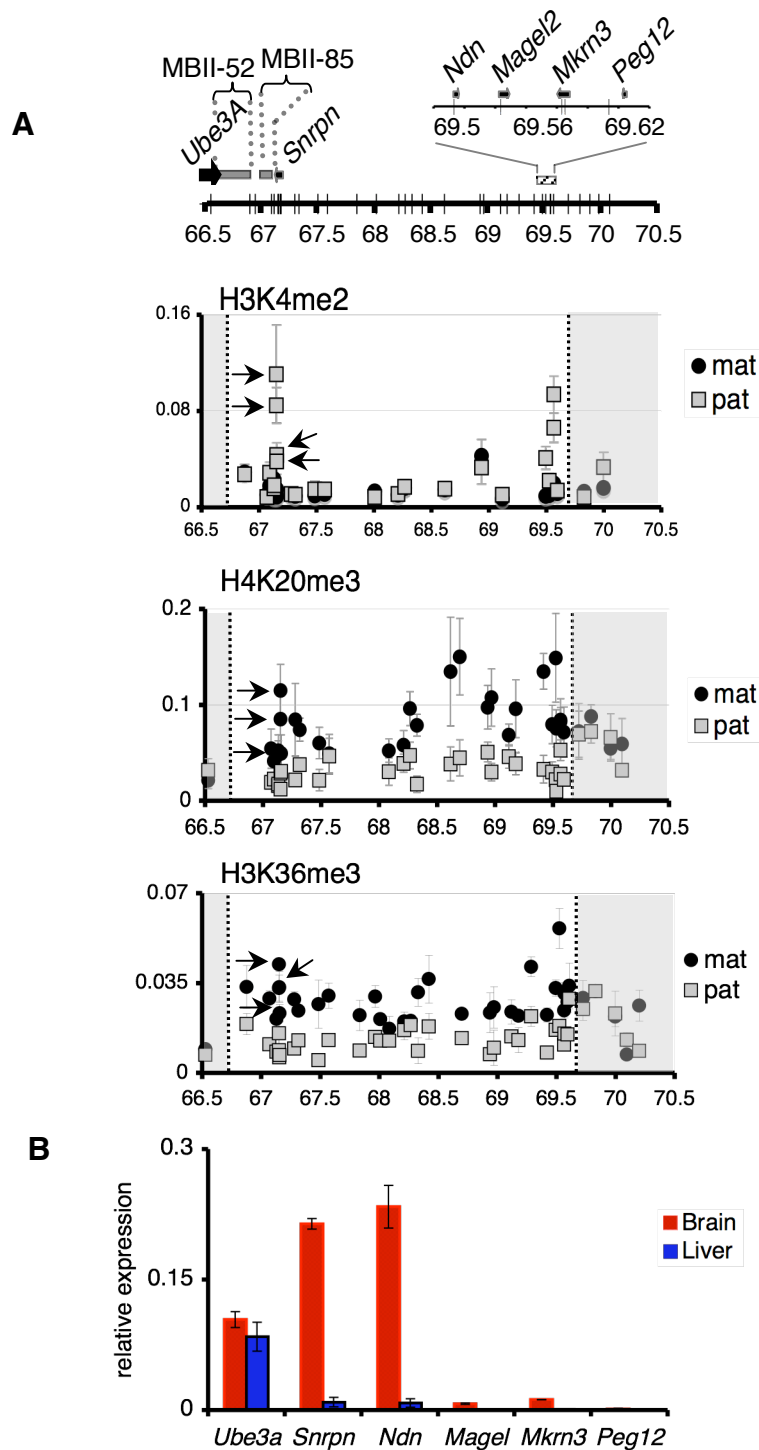 A
MBII-52
MBII-85
Ube3A
Snrpn
Ndn
Magel2
Mkrn3
Peg12
69.5 69.56 69.62
66.5 67 67.5 68 68.5 69 69.5 70 70.5
H3K4me2
0.16
0.08
0
66.5 67 67.5 68 68.5 69 69.5 70 70.5
mat
pat
H4K20me3
0.2
0.1
0
66.5 67 67.5 68 68.5 69 69.5 70 70.5
mat
pat
H3K36me3
0.07
0.035
0
66.5 67 67.5 68 68.5 69 69.5 70 70.5
mat
pat
B
relative expression
0.3
0.15
0
Brain
Liver
Ube3a Snrpn Ndn Magel Mkrn3 Peg12